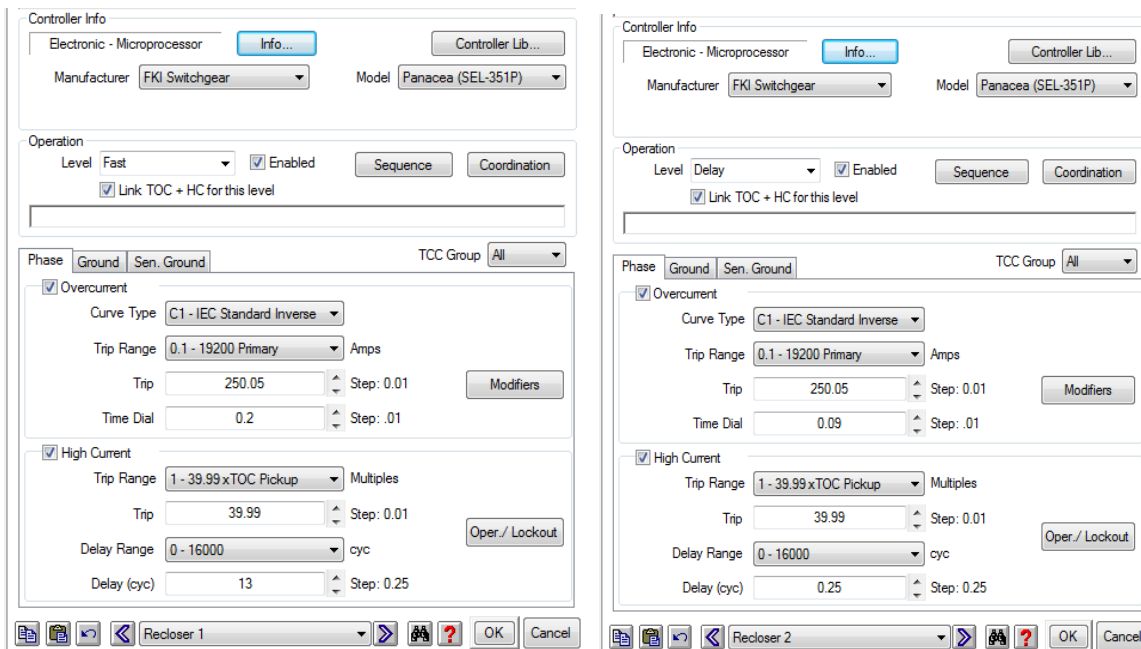 Controller Info
Electronic - Microprocessor Info... Controller Lib...
Manufacturer FKI Switchgear Model Panacea (SEL-351P)
Operation
Level Fast Enabled Sequence Coordination
Link TOC + HC for this level
Phase Ground Sen. Ground TCC Group All
Overcurrent
Curve Type C1 - IEC Standard Inverse
Trip Range 0.1 - 19200 Primary Amps
Trip 250.05 Step: 0.01 Modifiers
Time Dial 0.2 Step: .01
High Current
Trip Range 1 - 39.99 xTOC Pickup Multiples
Trip 39.99 Step: 0.01
Oper./ Lockout
Delay Range 0 - 16000 cyc
Delay (cyc) 13 Step: 0.25
Recloser 1 ? OK Cancel
Controller Info
Electronic - Microprocessor Info... Controller Lib...
Manufacturer FKI Switchgear Model Panacea (SEL-351P)
Operation
Level Delay Enabled Sequence Coordination
Link TOC + HC for this level
Phase Ground Sen. Ground TCC Group All
Overcurrent
Curve Type C1 - IEC Standard Inverse
Trip Range 0.1 - 19200 Primary Amps
Trip 250.05 Step: 0.01 Modifiers
Time Dial 0.09 Step: .01
High Current
Trip Range 1 - 39.99 xTOC Pickup Multiples
Trip 39.99 Step: 0.01
Oper./ Lockout
Delay Range 0 - 16000 cyc
Delay (cyc) 0.25 Step: 0.25
Recloser 2 ? OK Cancel